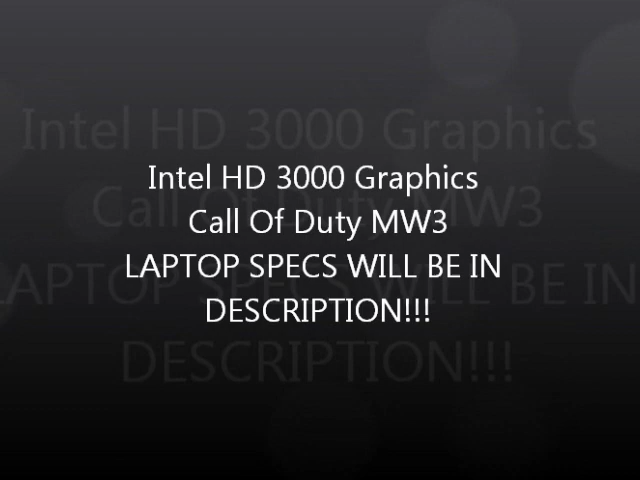 Intel HD 3000 Graphics
Call Of Duty MW3
LAPTOP SPECS WILL BE IN
DESCRIPTION!!!